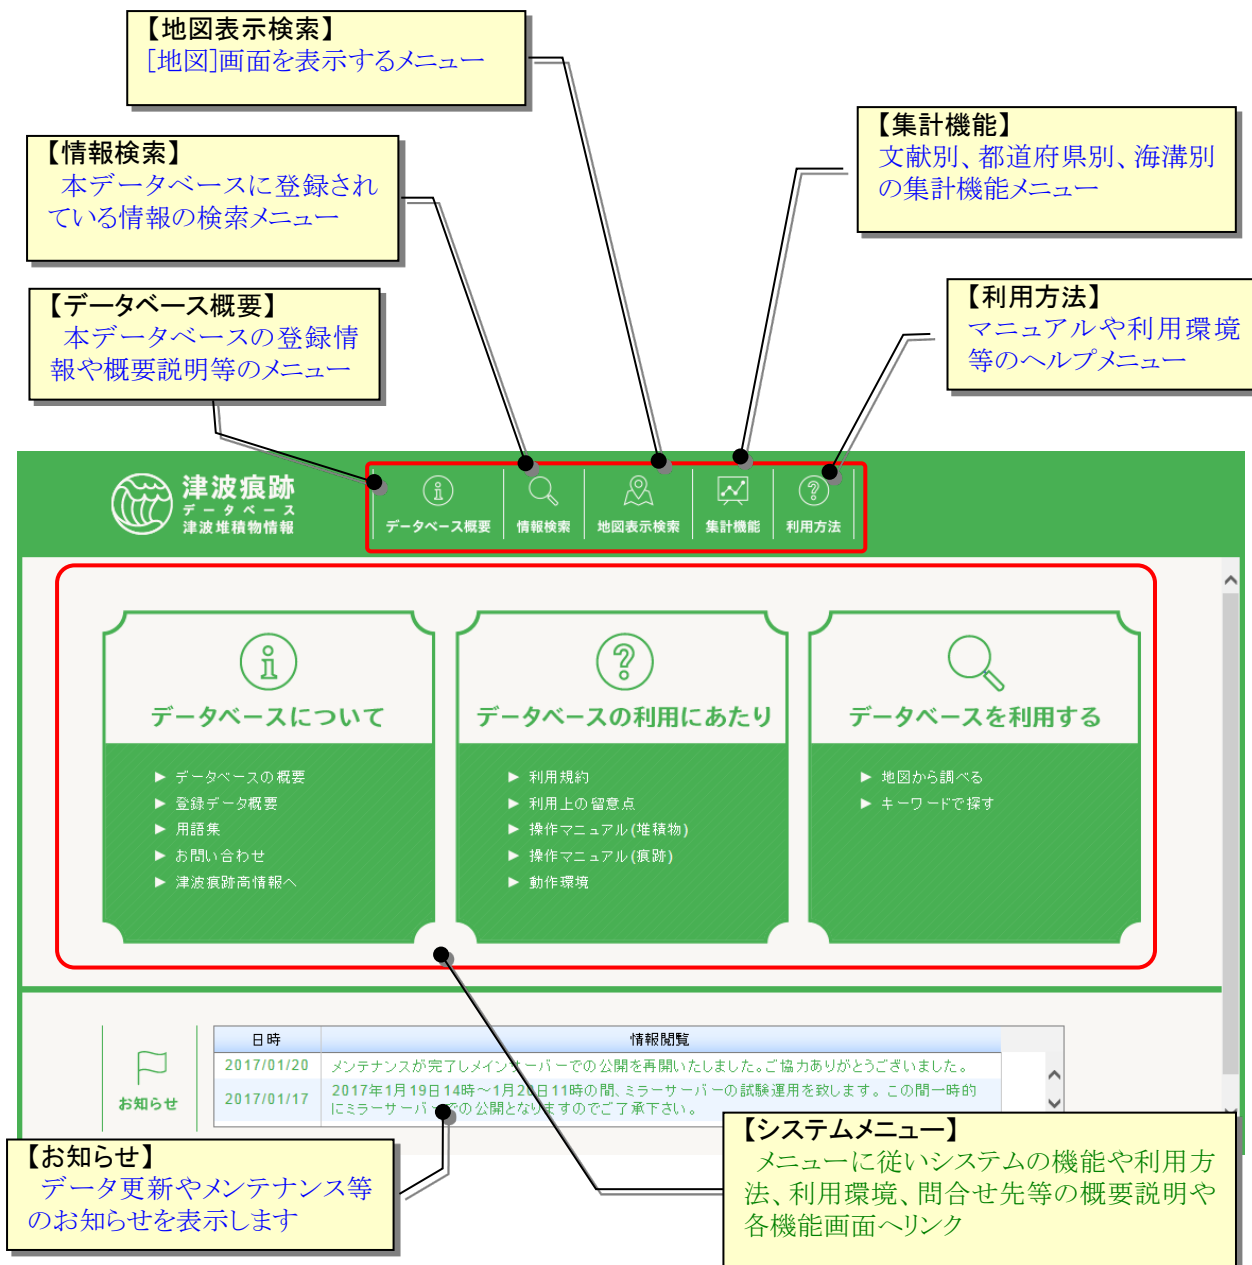 【地図表示検索】
[地図]画面を表示するメニュー
【集計機能】
文献別、都道府県別、海溝別
の集計機能メニュー
【情報検索】
本データベースに登録され
ている情報の検索メニュー
【データベース概要】
本データベースの登録情
報や概要説明等のメニュー
【利用方法】
マニュアルや利用環境
等のヘルプメニュー
津波痕跡
データベース
津波堆積物情報
データベース概要
情報検索
地図表示検索
集計機能
利用方法
データベースについて
▶ データベースの概要
▶ 登録データ概要
▶ 用語集
▶ お問い合わせ
▶ 津波痕跡高情報へ
データベースの利用にあたり
▶ 利用規約
▶ 利用上の留意点
▶ 操作マニュアル(堆積物)
▶ 操作マニュアル(痕跡)
▶ 動作環境
データベースを利用する
▶ 地図から調べる
▶ キーワードで探す
お知らせ
日時 情報閲覧
2017/01/20 メンテナンスが完了しメインサーバーでの公開を再開いたしました。ご協力ありがとうございました。
2017/01/17 2017年1月19日14時～1月20日11時の間、ミラーサーバーの試験運用を致します。この間一時的
にミラーサーバーでの公開となりますのでご了承下さい。
【お知らせ】
データ更新やメンテナンス等
のお知らせを表示します
【システムメニュー】
メニューに従いシステムの機能や利用方
法、利用環境、問合せ先等の概要説明や
各機能画面へリンク